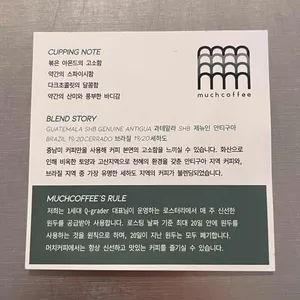 CUPPING NOTE
볶은 아몬드의 고소함
약간의 스파이시함
다크초콜릿의 달콤함
약간의 산미와 풍부한 바디감
muchcoffee
BLEND STORY
GUATEMALA SHB GENUINE ANTIGUA 과테말라 SHB 제뉴인 안티구아
BRAZIL 19/20CERRADO 브라질 19/20세하도
중남미 커피만을 사용해 커피 본연의 고소함을 느끼실 수 있습니다. 화산으로
인해 비옥한 토양과 고산지대으로 천혜의 환경을 갖춘 안티구아 지역 커피와,
브라질 지역 중 가장 유명한 세하도 지역의 커피가 블렌딩되었습니다.
MUCHCOFFEE'S RULE
저희는 1세대 Q-grader 대표님이 운영하는 로스터리에서 매 주 신선한
원두를 공급받아 사용합니다. 로스팅 날짜 기준 최대 20일 안에 원두를
사용하는 것을 원칙으로 하며, 20일이 지난 원두는 모두 폐기합니다.
머치커피에서는 항상 신선하고 맛있는 커피를 즐기실 수 있습니다.